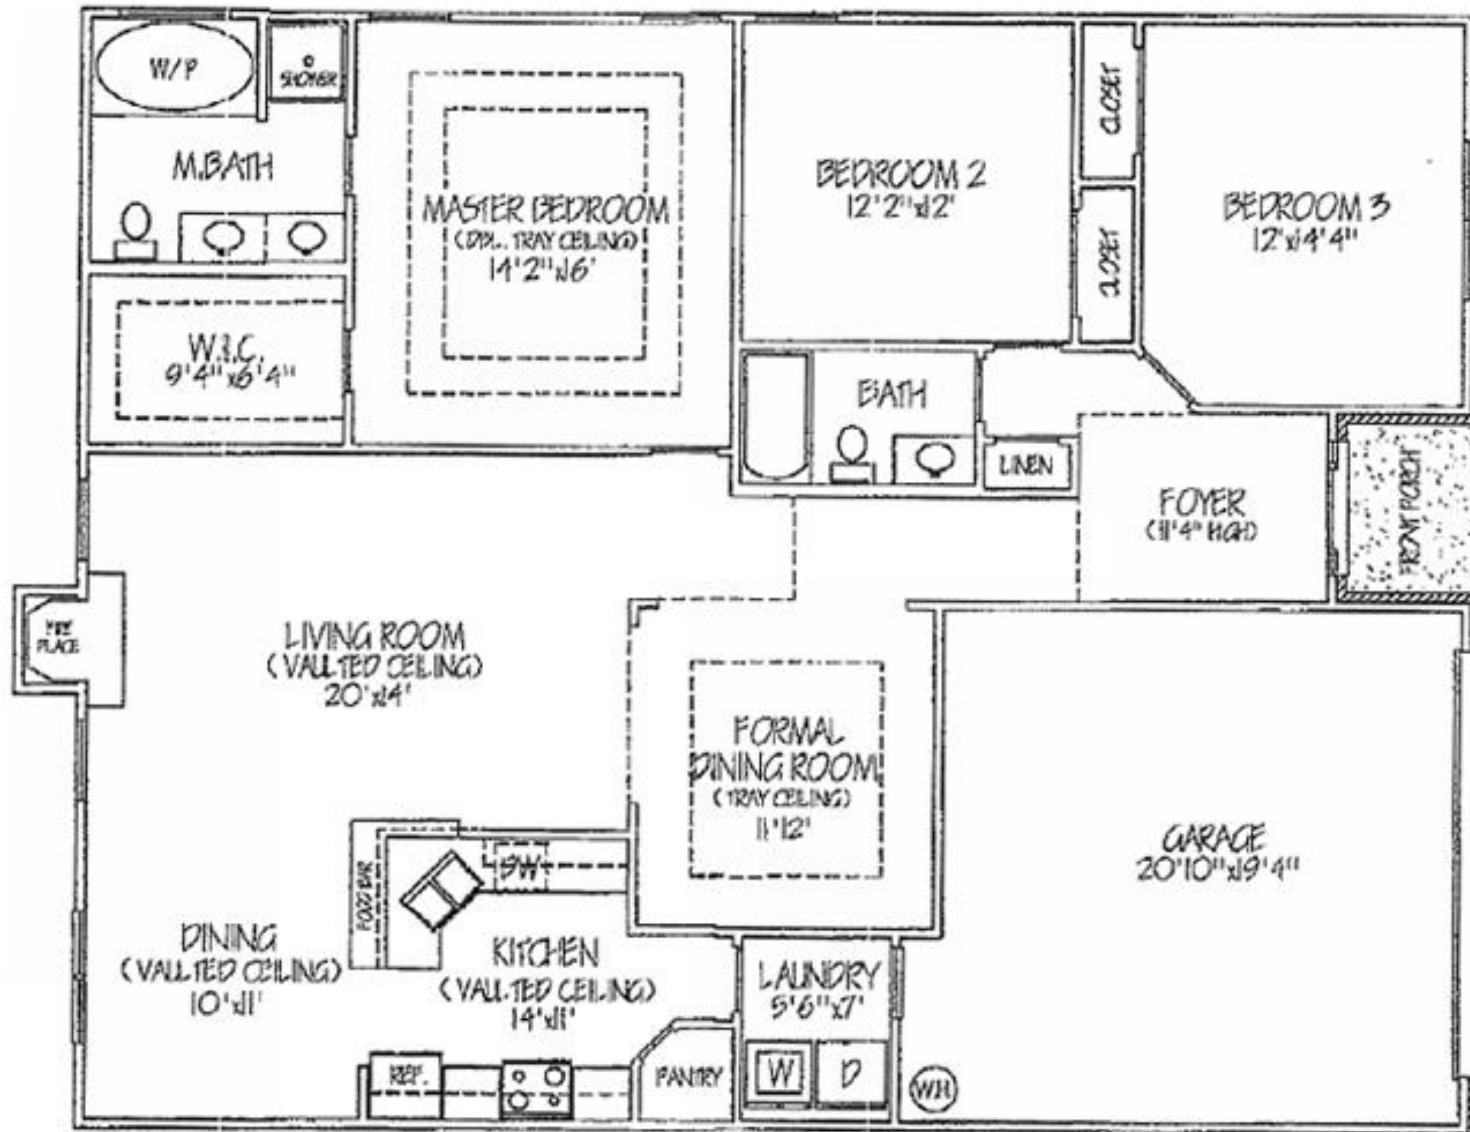 W/P
SHOWER
M.BATH
W.I.C.
9'4"x6'4"
MASTER BEDROOM
(DBL. TRAY CEILING)
14'2"x16'
BEDROOM 2
12'2"x12'
CLOSET
CLOSET
BEDROOM 3
12'x14'4"
BATH
LINEN
FOYER
(11'4" HIGH)
FRONT PORCH
FIRE
PLACE
LIVING ROOM
(VAULTED CEILING)
20'x14'
FORMAL
DINING ROOM
(TRAY CEILING)
11'12'
GARAGE
20'10"x19'4"
FOOD BAR
DW
DINING
(VAULTED CEILING)
10'x11'
KITCHEN
(VAULTED CEILING)
14'x11'
LAUNDRY
5'6"x7'
REF.
PANTRY
W
D
WH